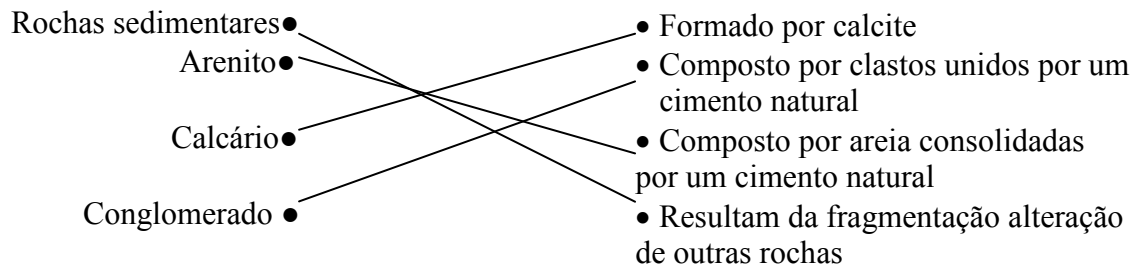 Rochas sedimentares●
Arenito●
Calcário●
Conglomerado ●
● Formado por calcite
● Composto por clastos unidos por um
cimento natural
● Composto por areia consolidadas
por um cimento natural
● Resultam da fragmentação alteração
de outras rochas